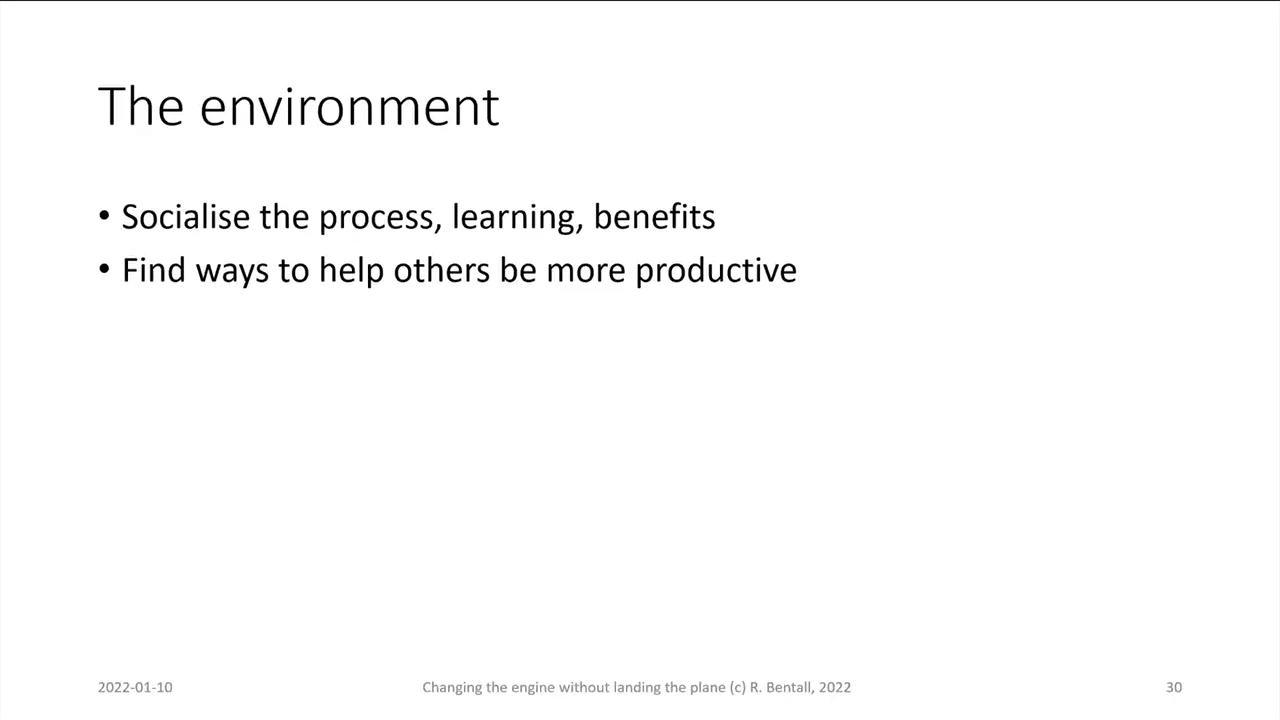 The environment
• Socialise the process, learning, benefits
• Find ways to help others be more productive
2022-01-10
Changing the engine without landing the plane (c) R. Bentall, 2022
30